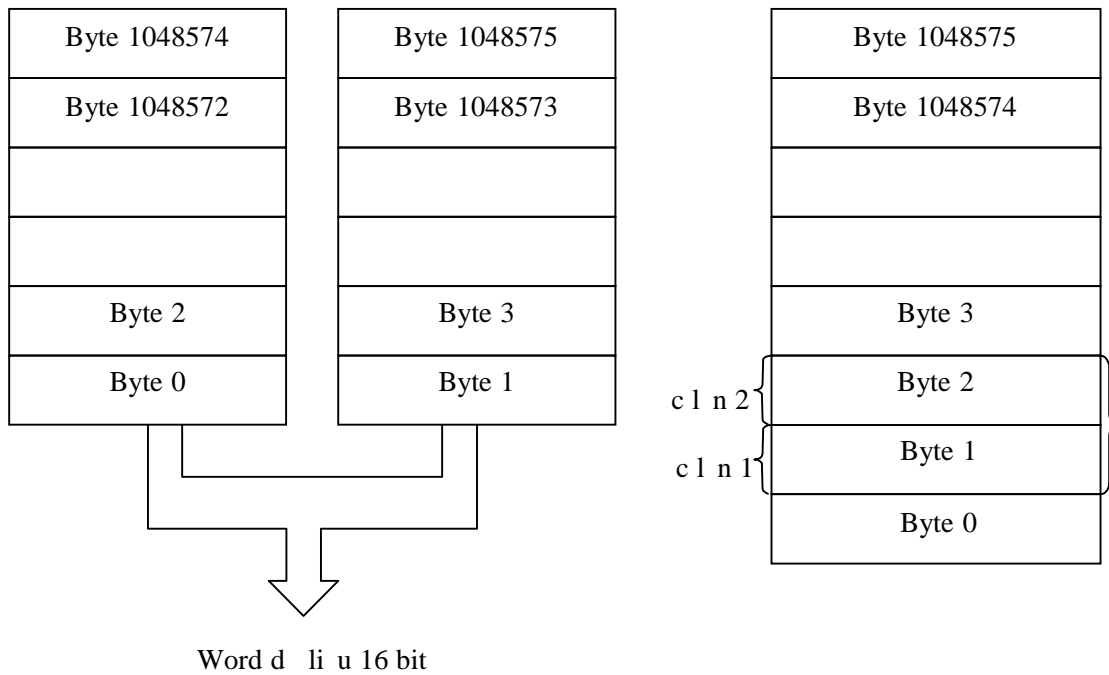 Byte 1048574
Byte 1048572
Byte 2
Byte 0
Byte 1048575
Byte 1048573
Byte 3
Byte 1
Word d li u 16 bit
Byte 1048575
Byte 1048574
Byte 3
Byte 2
Byte 1
Byte 0
c l n 2
c l n 1